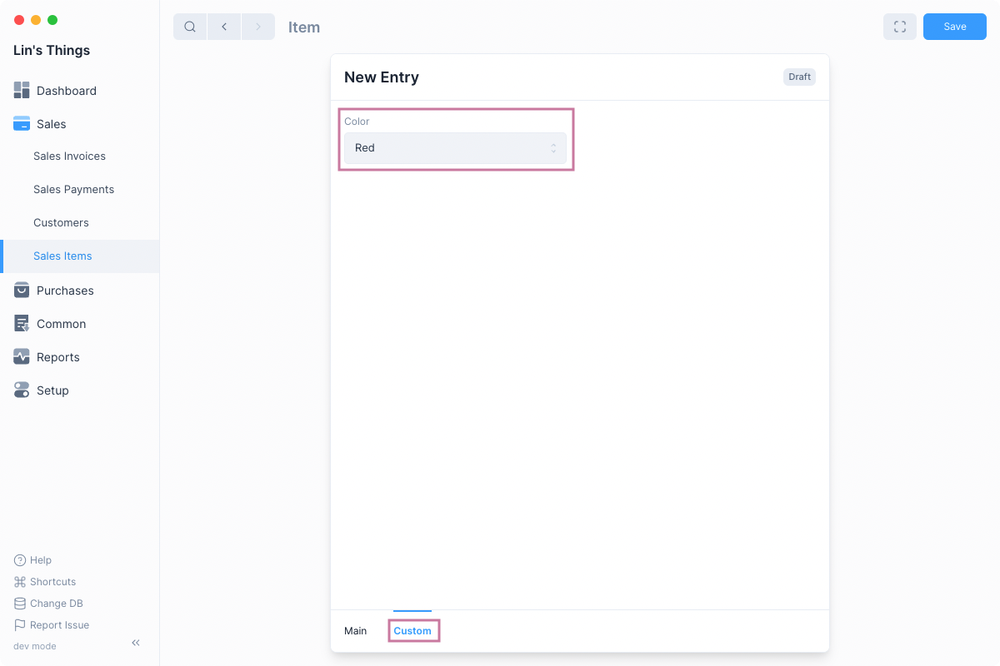 Lin's Things
Dashboard
Sales
Sales Invoices
Sales Payments
Customers
Sales Items
Purchases
Common
Reports
Setup
Help
Shortcuts
Change DB
Report Issue
dev mode
Item
Save
New Entry
Draft
Color
Red
Main
Custom